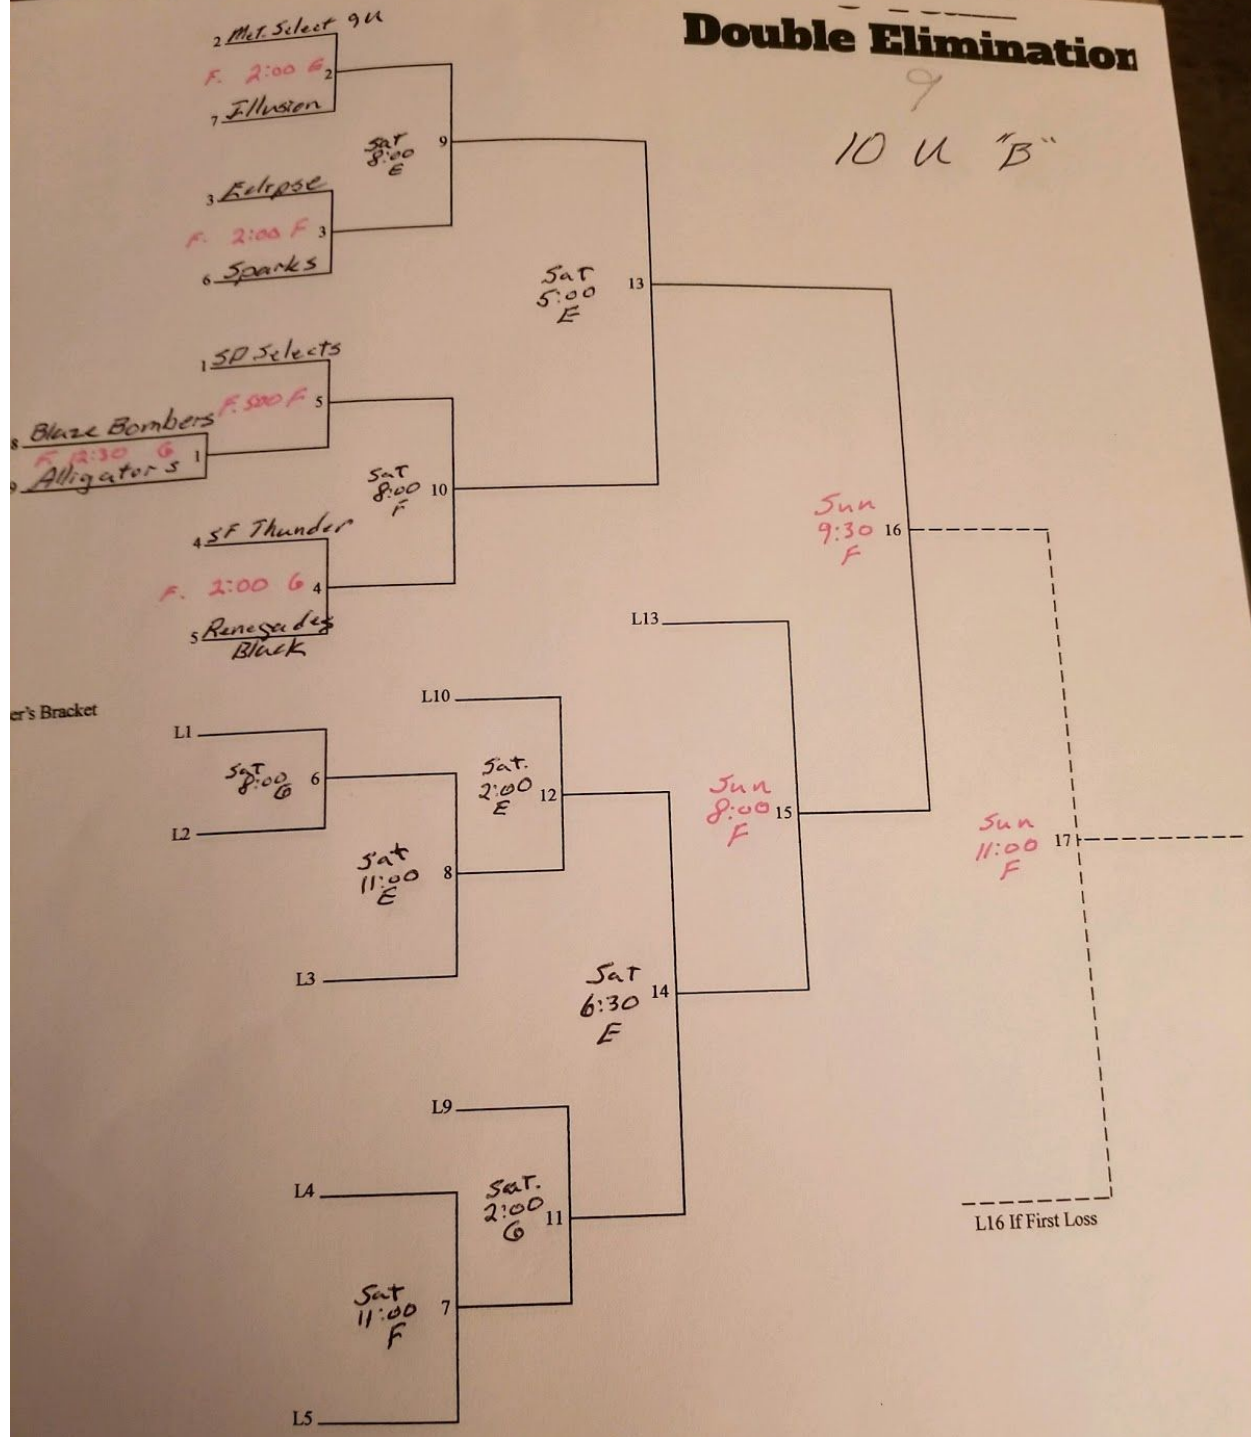 Double Elimination
9
10 U "B"
2 Met. Select 9U
F. 2:00 G 2
7 Illusion
Sat
8:00
E
9
3 Eclipse
F. 2:00 F 3
6 Sparks
Sat
5:00
E
13
1 SD Selects
F. 5:00 F 5
8 Blaze Bombers
F. 12:30 G 1
Alligators
Sat
8:00
F
10
4 SF Thunder
F. 2:00 G 4
5 Renegades
Black
Sun
9:30
F
16
L13
er's Bracket
L10
L1
Sat
8:00
G
6
L2
Sat.
2:00
E
12
Sun
8:00
F
15
Sun
11:00
F
17
Sat
11:00
E
8
L3
Sat
6:30
E
14
L9
L4
Sat.
2:00
G
11
L16 If First Loss
Sat
11:00
F
7
L5